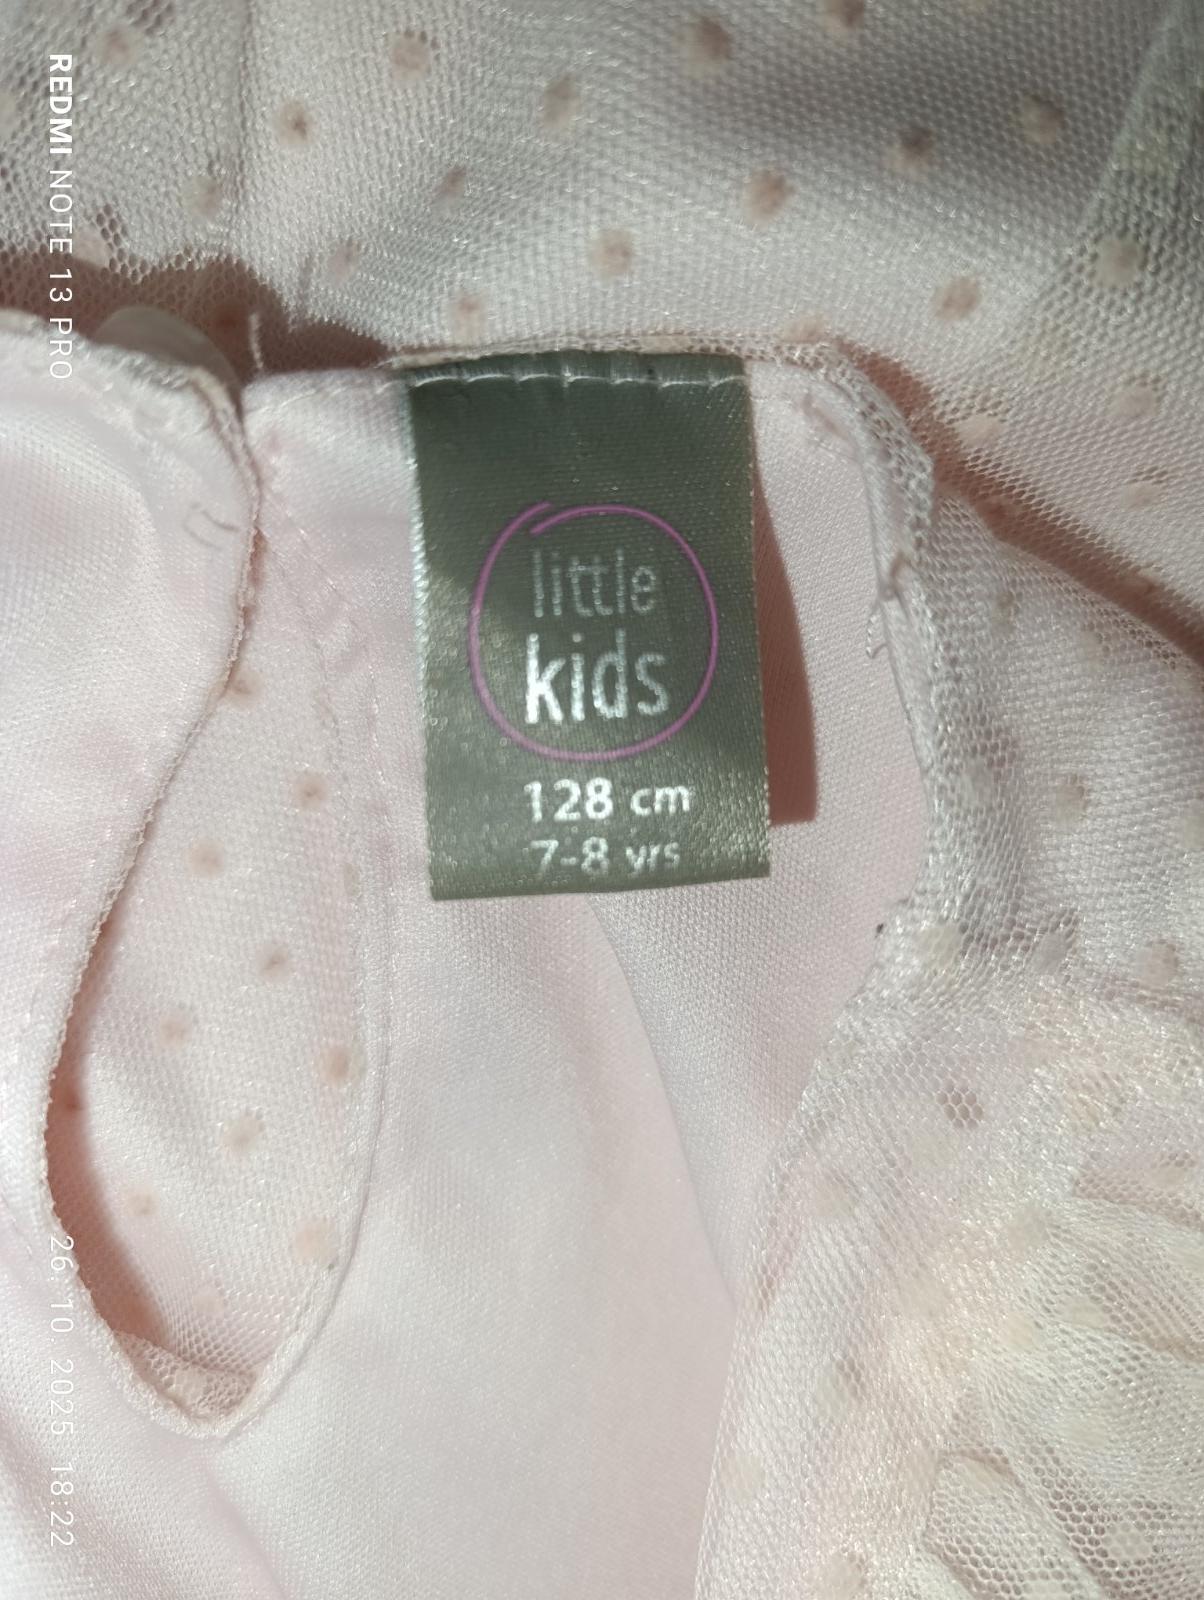 little
kids
128 cm
7-8 yrs
REDMI NOTE 13 PRO
26. 10. 2025 18:22